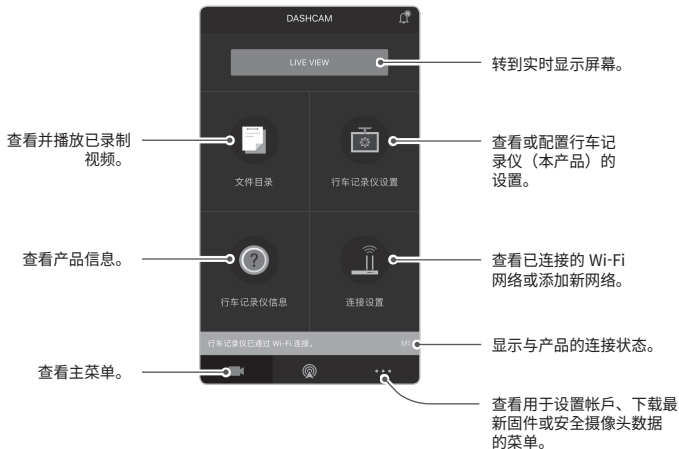 DASHCAM
LIVE VIEW
转到实时显示屏幕。
查看并播放已录制
视频。
文件目录
行车记录仪设置
查看或配置行车记
录仪（本产品）的
设置。
查看产品信息。
行车记录仪信息
连接设置
查看已连接的 Wi-Fi
网络或添加新网络。
行车记录仪已通过 Wi-Fi 连接。
M1
显示与产品的连接状态。
查看主菜单。
查看用于设置帐戶、下载最
新固件或安全摄像头数据
的菜单。